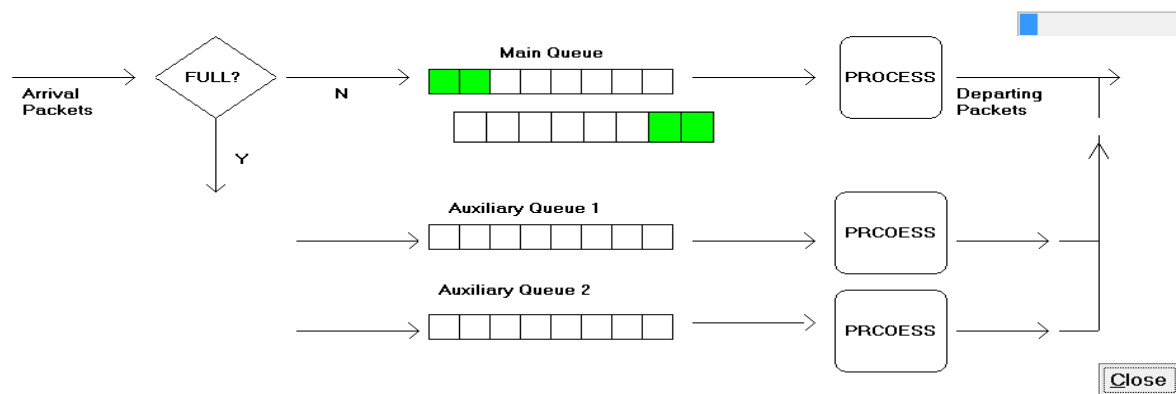 Main Queue
FULL?
PROCESS
N
Arrival
Packets
Departing
Packets
Y
Auxiliary Queue 1
PRCOESS
Auxiliary Queue 2
PRCOESS
Close